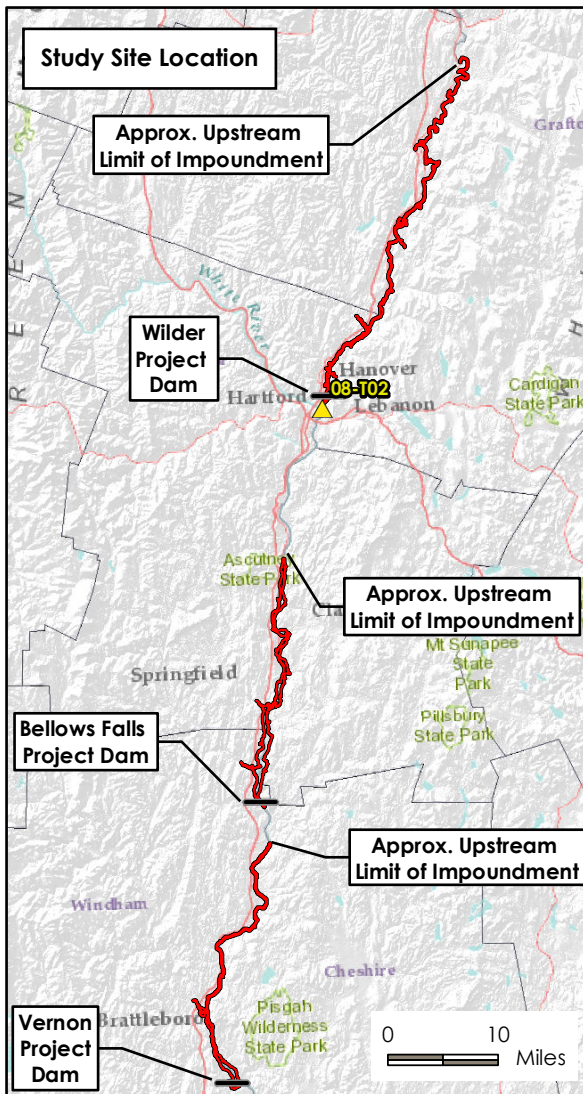 Study Site Location
Approx. Upstream
Limit of Impoundment
Grafto
E
N
E
White River
R
H
Wilder
Project
Dam
Hanover
08-T02
Hartford
Lebanon
Cardigan
State Park
Ascutney
State Park
Approx. Upstream
Limit of Impoundment
Cla
Mt Sunapee
State
Park
Springfield
Pillsbury
State Park
Bellows Falls
Project Dam
Approx. Upstream
Limit of Impoundment
Windham
Cheshire
Vernon
Project
Dam
Brattleboro
Pisgah
Wilderness
State Park
0 10
Miles